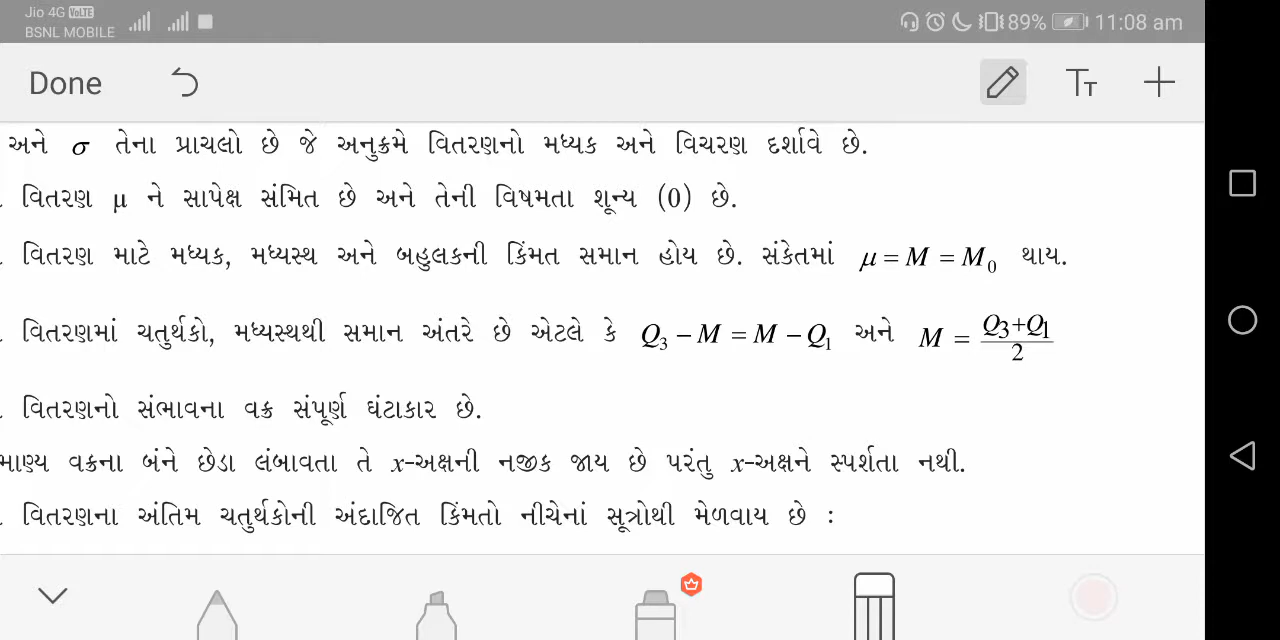 Jio 4G VoLTE
BSNL MOBILE
89% 11:08 am
Done
TT
અને σ તેના પ્રાચલો છે જે અનુક્રમે વિતરણનો મધ્યક અને વિચરણ દર્શાવે છે.
. વિતરણ μ ને સાપેક્ષ સંમિત છે અને તેની વિષમતા શૂન્ય (0) છે.
. વિતરણ માટે મધ્યક, મધ્યસ્થ અને બહુલકની કિંમત સમાન હોય છે. સંકેતમાં μ = M = M₀ થાય.
. વિતરણમાં ચતુર્થકો, મધ્યસ્થથી સમાન અંતરે છે એટલે કે Q₃ − M = M − Q₁ અને M = (Q₃+Q₁)/2
. વિતરણનો સંભાવના વક્ર સંપૂર્ણ ઘંટાકાર છે.
માણ્ય વક્રના બંને છેડા લંબાવતા તે x-અક્ષની નજીક જાય છે પરંતુ x-અક્ષને સ્પર્શતા નથી.
. વિતરણના અંતિમ ચતુર્થકોની અંદાજિત કિંમતો નીચેનાં સૂત્રોથી મેળવાય છે :